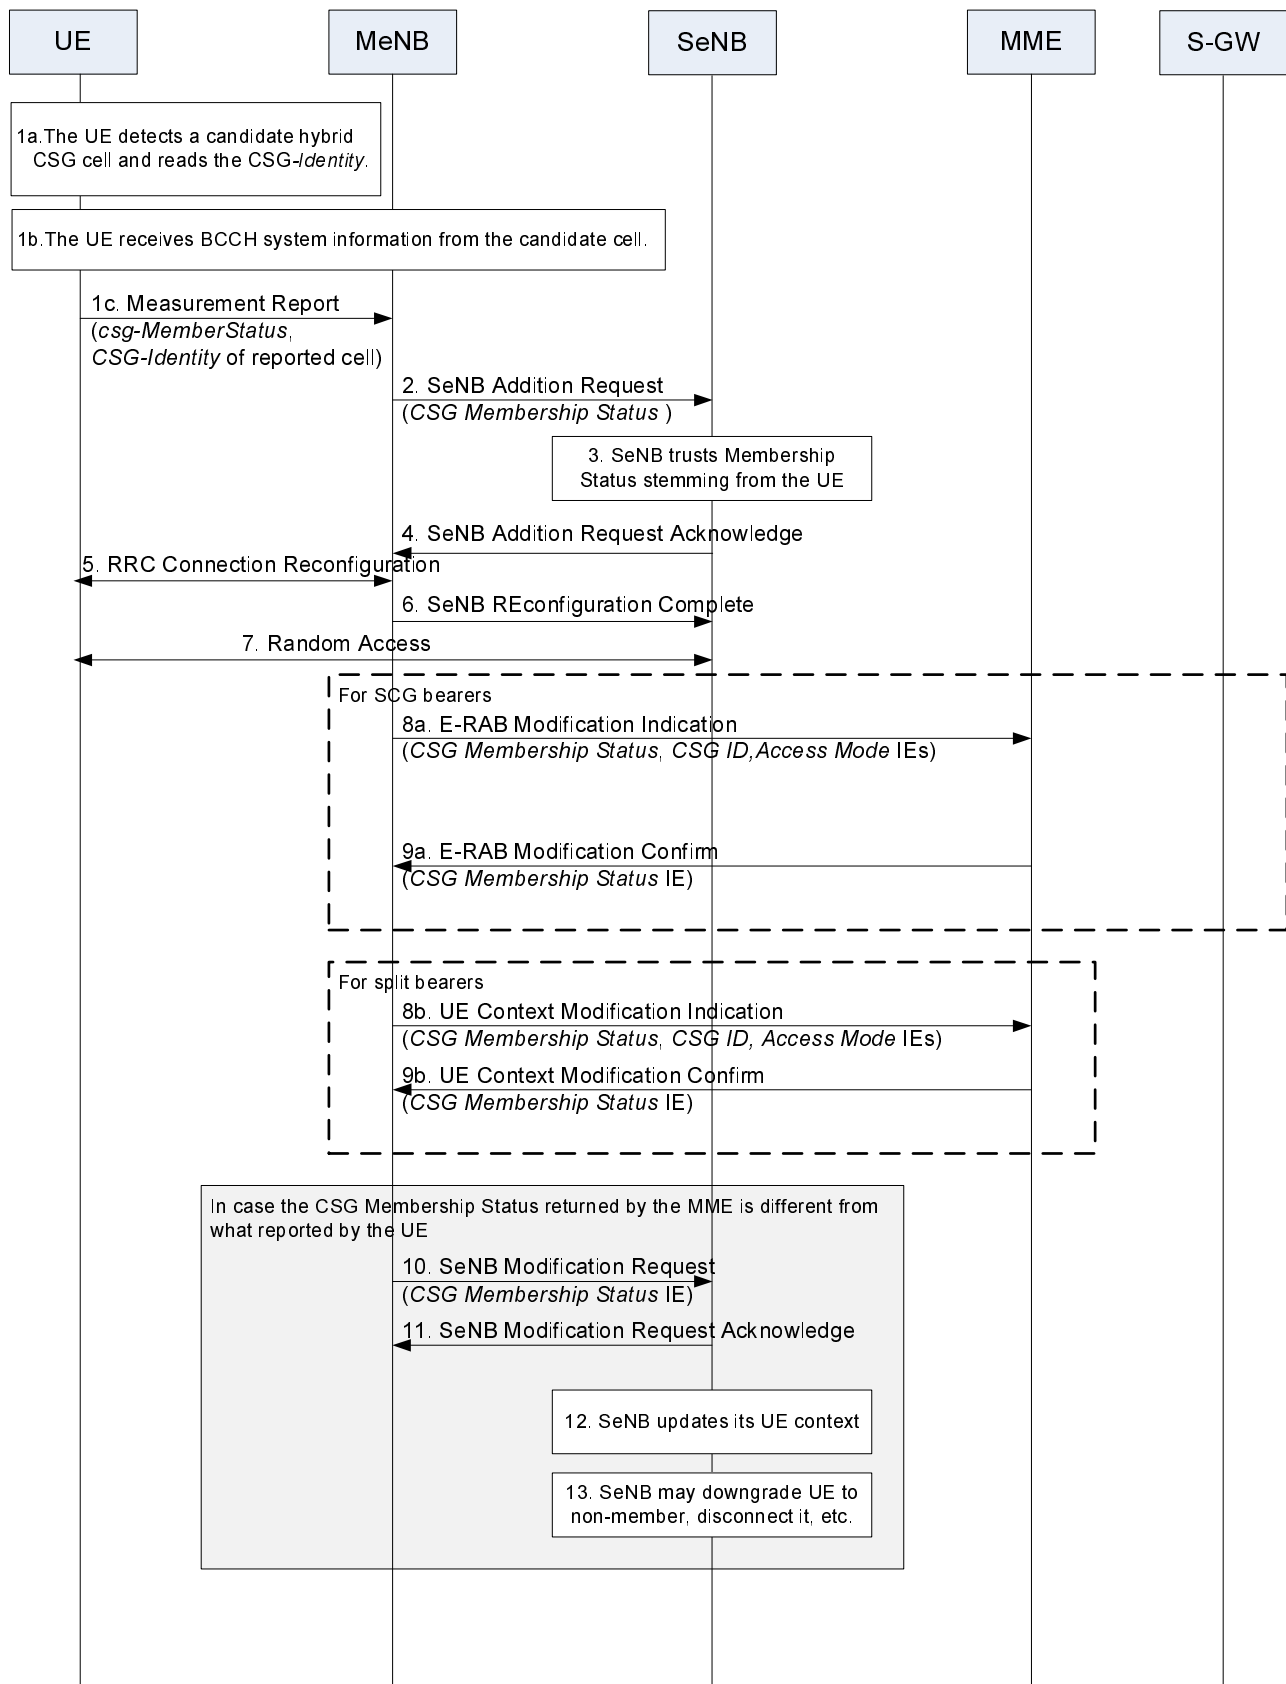 UE
MeNB
SeNB
MME
S-GW
1a.The UE detects a candidate hybrid
CSG cell and reads the CSG-Identity.
1b.The UE receives BCCH system information from the candidate cell.
1c. Measurement Report
(csg-MemberStatus,
CSG-Identity of reported cell)
2. SeNB Addition Request
(CSG Membership Status )
3. SeNB trusts Membership
Status stemming from the UE
4. SeNB Addition Request Acknowledge
5. RRC Connection Reconfiguration
6. SeNB REconfiguration Complete
7. Random Access
For SCG bearers
8a. E-RAB Modification Indication
(CSG Membership Status, CSG ID,Access Mode IEs)
9a. E-RAB Modification Confirm
(CSG Membership Status IE)
For split bearers
8b. UE Context Modification Indication
(CSG Membership Status, CSG ID, Access Mode IEs)
9b. UE Context Modification Confirm
(CSG Membership Status IE)
In case the CSG Membership Status returned by the MME is different from
what reported by the UE
10. SeNB Modification Request
(CSG Membership Status IE)
11. SeNB Modification Request Acknowledge
12. SeNB updates its UE context
13. SeNB may downgrade UE to
non-member, disconnect it, etc.